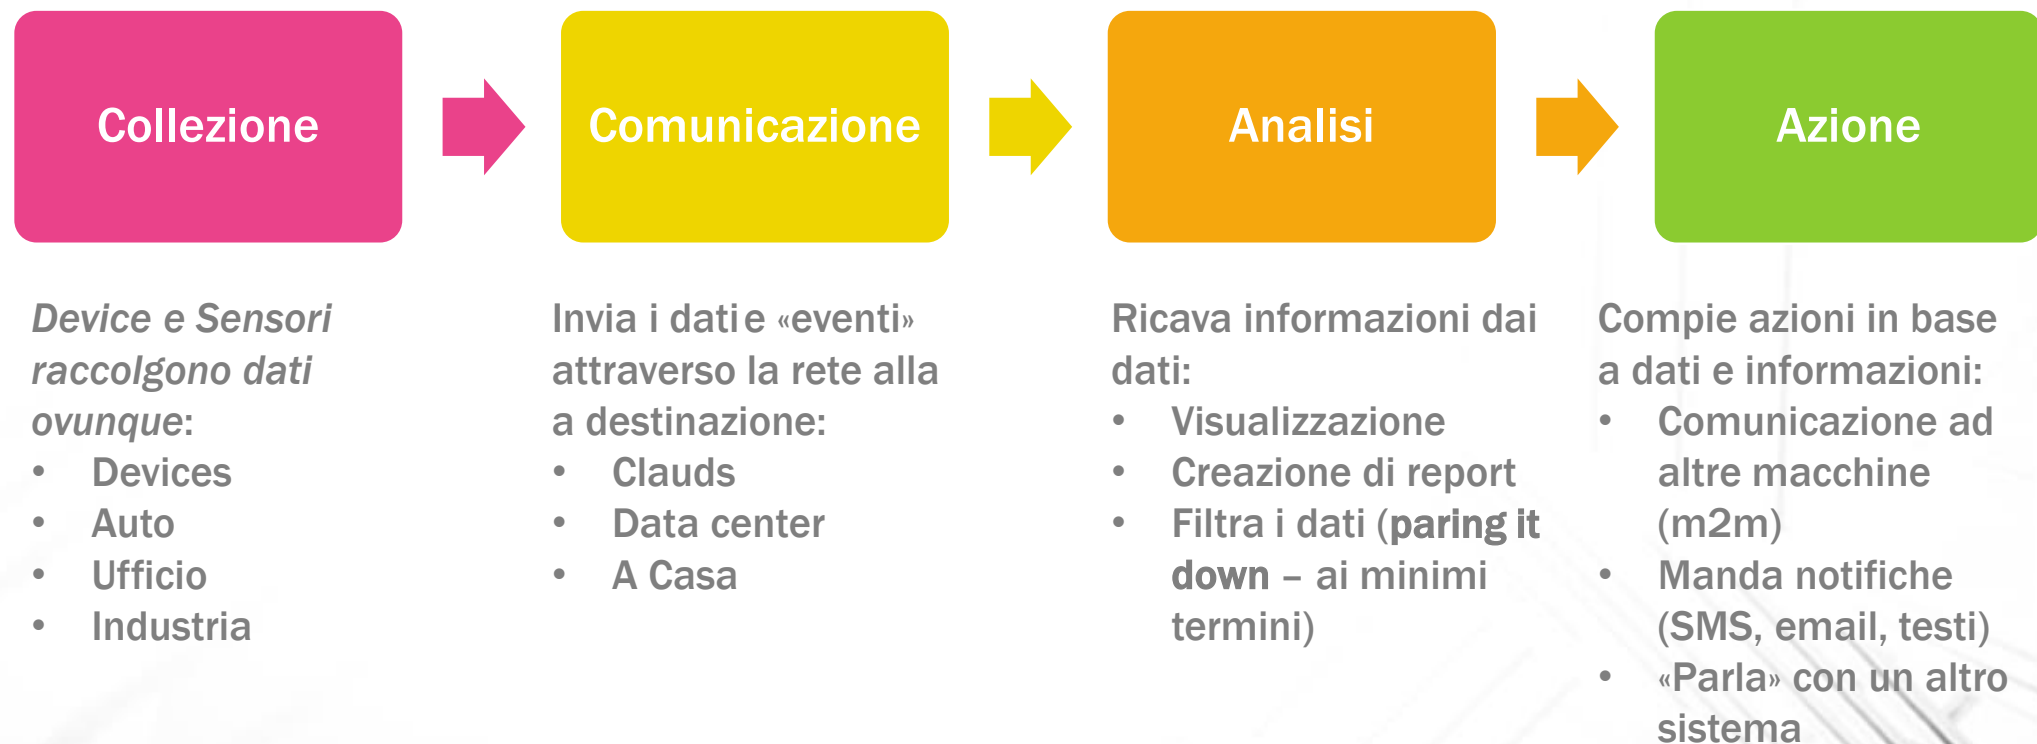 Collezione
Comunicazione
Analisi
Azione
Device e Sensori
raccolgono dati
ovunque:
• Devices
• Auto
• Ufficio
• Industria
Invia i dati e «eventi»
attraverso la rete alla
a destinazione:
• Clauds
• Data center
• A Casa
Ricava informazioni dai
dati:
• Visualizzazione
• Creazione di report
• Filtra i dati (paring it
down – ai minimi
termini)
Compie azioni in base
a dati e informazioni:
• Comunicazione ad
altre macchine
(m2m)
• Manda notifiche
(SMS, email, testi)
• «Parla» con un altro
sistema